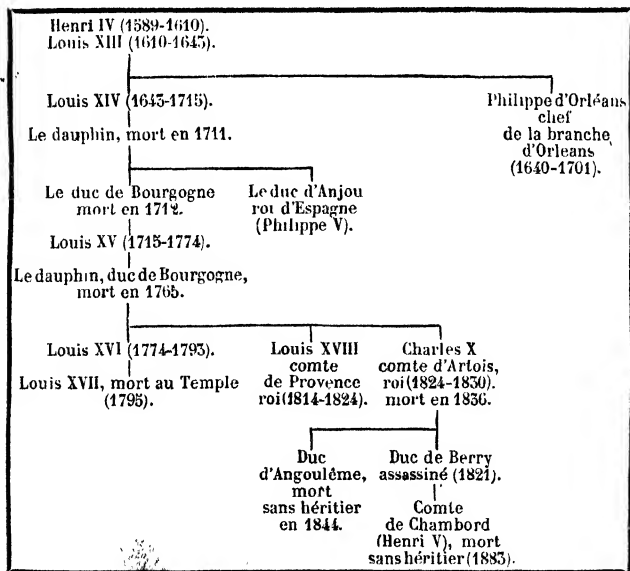 Henri IV (1589-1610).
Louis XIII (1610-1643).
Louis XIV (1643-1715).
Philippe d'Orléans
chef
de la branche
d'Orleans
(1640-1701).
Le dauphin, mort en 1711.
Le duc de Bourgogne
mort en 1712.
Le duc d'Anjou
roi d'Espagne
(Philippe V).
Louis XV (1715-1774).
Le dauphin, duc de Bourgogne,
mort en 1765.
Louis XVI (1774-1793).
Louis XVII, mort au Temple
(1795).
Louis XVIII
comte
de Provence
roi (1814-1824).
Charles X
comte d'Artois,
roi (1824-1830).
mort en 1836.
Duc
d'Angoulême,
mort
sans héritier
en 1844.
Duc de Berry
assassiné (1821).
Comte
de Chambord
(Henri V), mort
sans héritier (1883).